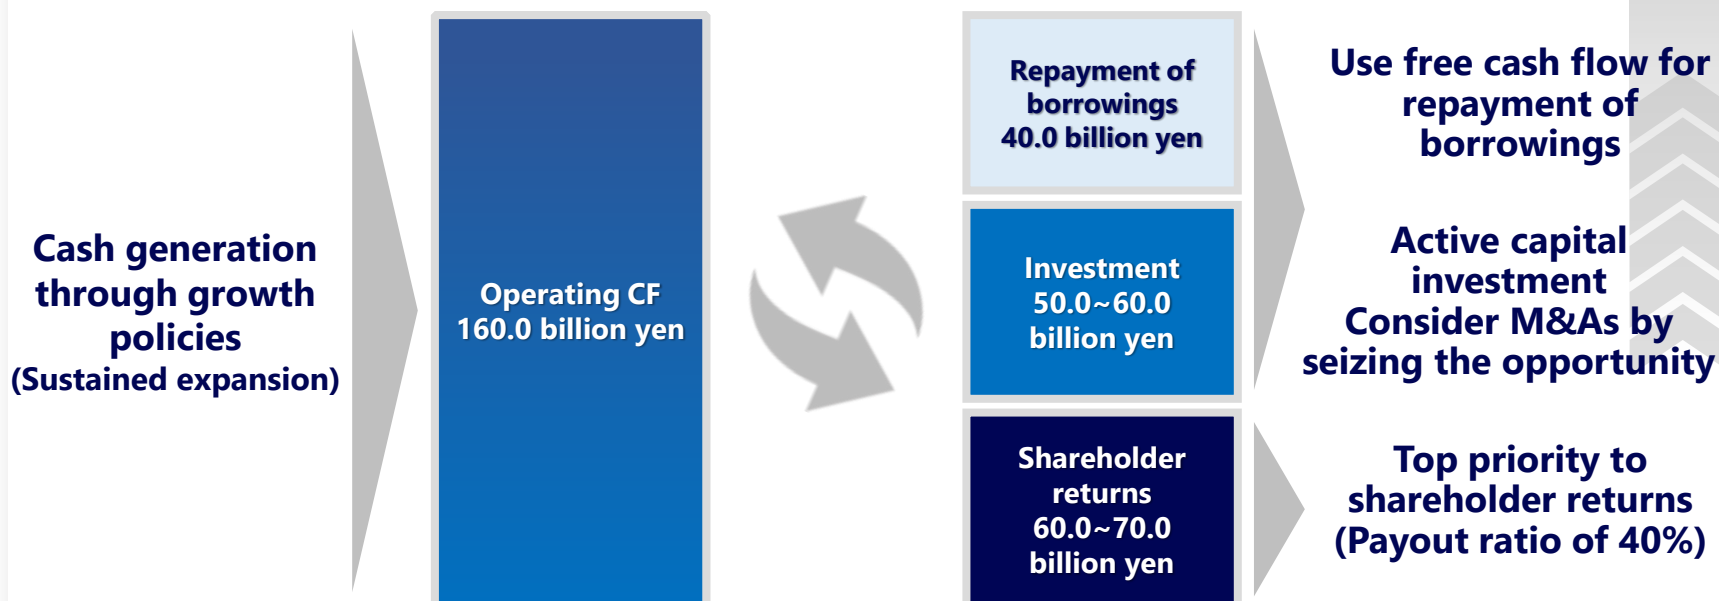 Cash generation
through growth
policies
(Sustained expansion)
Operating CF
160.0 billion yen
Repayment of
borrowings
40.0 billion yen
Investment
50.0~60.0
billion yen
Shareholder
returns
60.0~70.0
billion yen
Use free cash flow for
repayment of
borrowings
Active capital
investment
Consider M&As by
seizing the opportunity
Top priority to
shareholder returns
(Payout ratio of 40%)